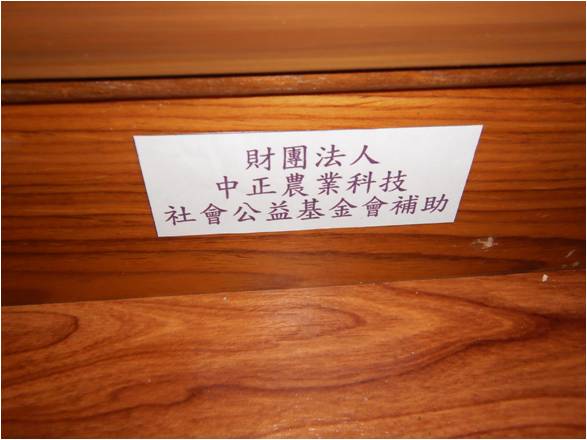 財團法人
中正農業科技
社會公益基金會補助